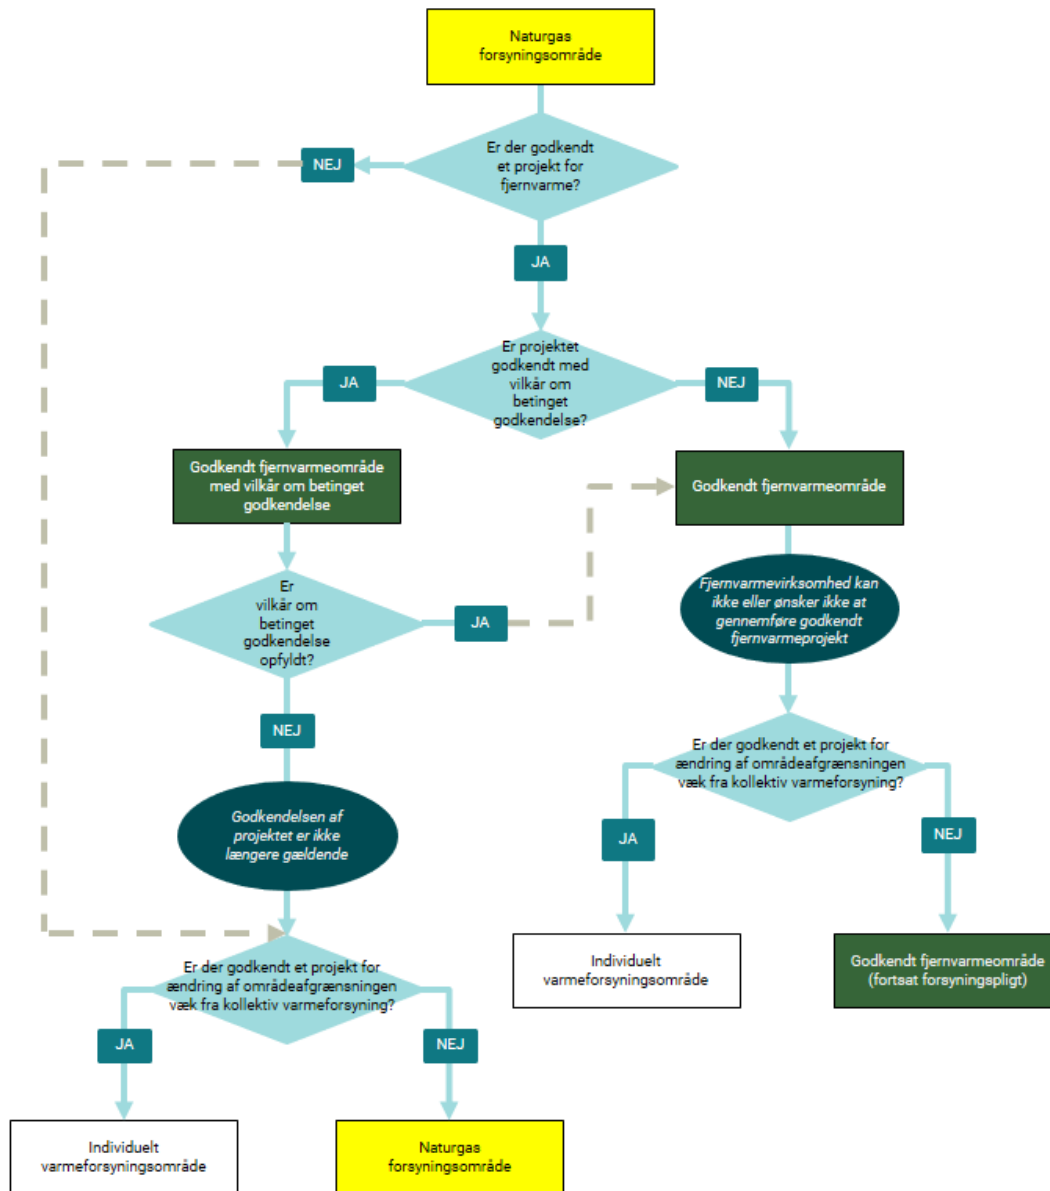 Naturgas
forsyningsområde
Er der godkendt
et projekt for
fjernvarme?
NEJ
JA
Er projektet
godkendt med
vilkår om
betinget
godkendelse?
JA
NEJ
Godkendt fjernvarmeområde
med vilkår om betinget
godkendelse
Godkendt fjernvarmeområde
Er
vilkår om
betinget
godkendelse
opfyldt?
JA
Fjernvarmevirksomhed kan
ikke eller ønsker ikke at
gennemføre godkendt
fjernvarmeprojekt
NEJ
Er der godkendt et projekt for
ændring af områdeafgrænsningen
væk fra kollektiv varmeforsyning?
JA
NEJ
Godkendelsen af
projektet er ikke
længere gældende
Individuelt
varmeforsyningsområde
Godkendt fjernvarmeområde
(fortsat forsyningspligt)
Er der godkendt et projekt for
ændring af områdeafgrænsningen
væk fra kollektiv varmeforsyning?
JA
NEJ
Individuelt
varmeforsyningsområde
Naturgas
forsyningsområde